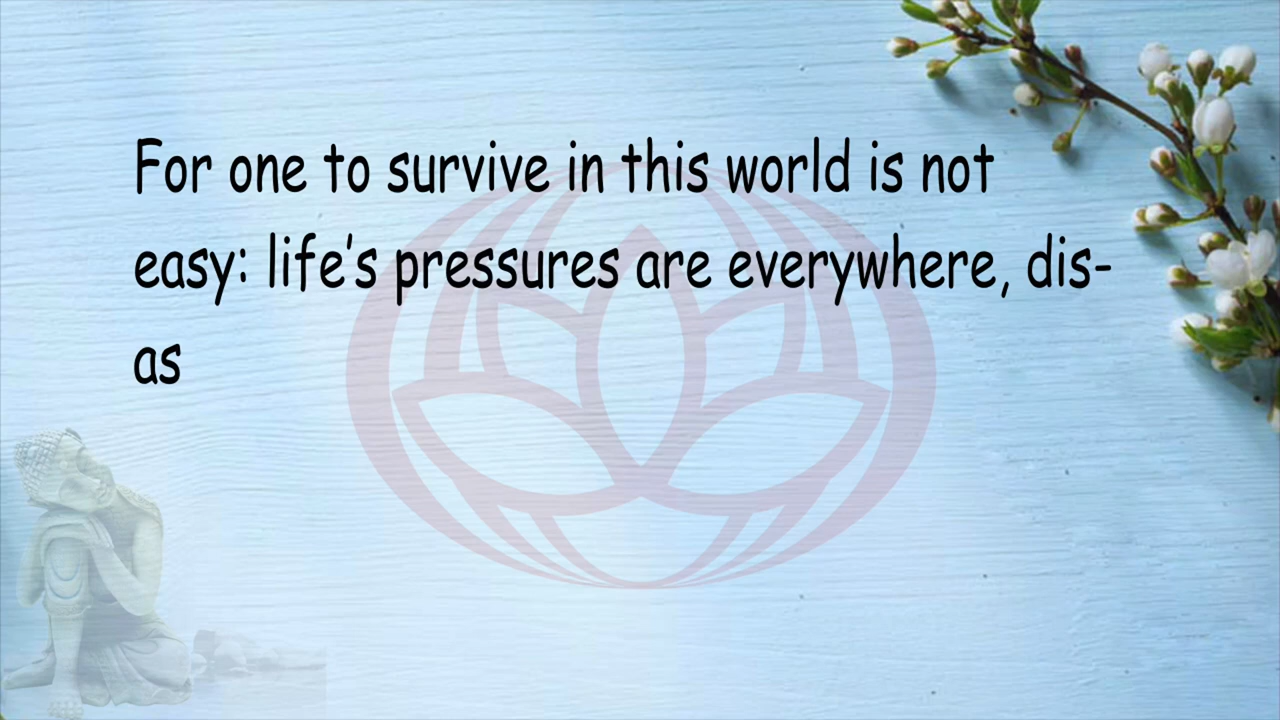 For one to survive in this world is not
easy: life's pressures are everywhere, dis-
as